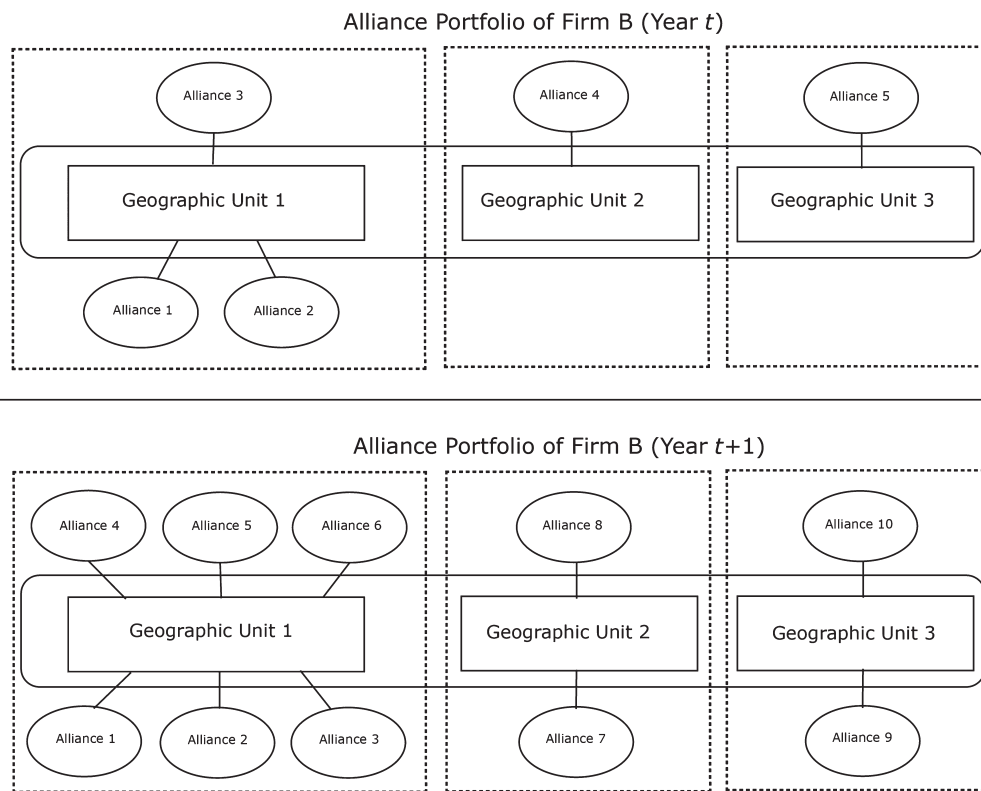 Alliance Portfolio of Firm B (Year t)
Alliance 3
Alliance 4
Alliance 5
Geographic Unit 1
Geographic Unit 2
Geographic Unit 3
Alliance 1
Alliance 2
Alliance Portfolio of Firm B (Year t+1)
Alliance 4
Alliance 5
Alliance 6
Alliance 8
Alliance 10
Geographic Unit 1
Geographic Unit 2
Geographic Unit 3
Alliance 1
Alliance 2
Alliance 3
Alliance 7
Alliance 9